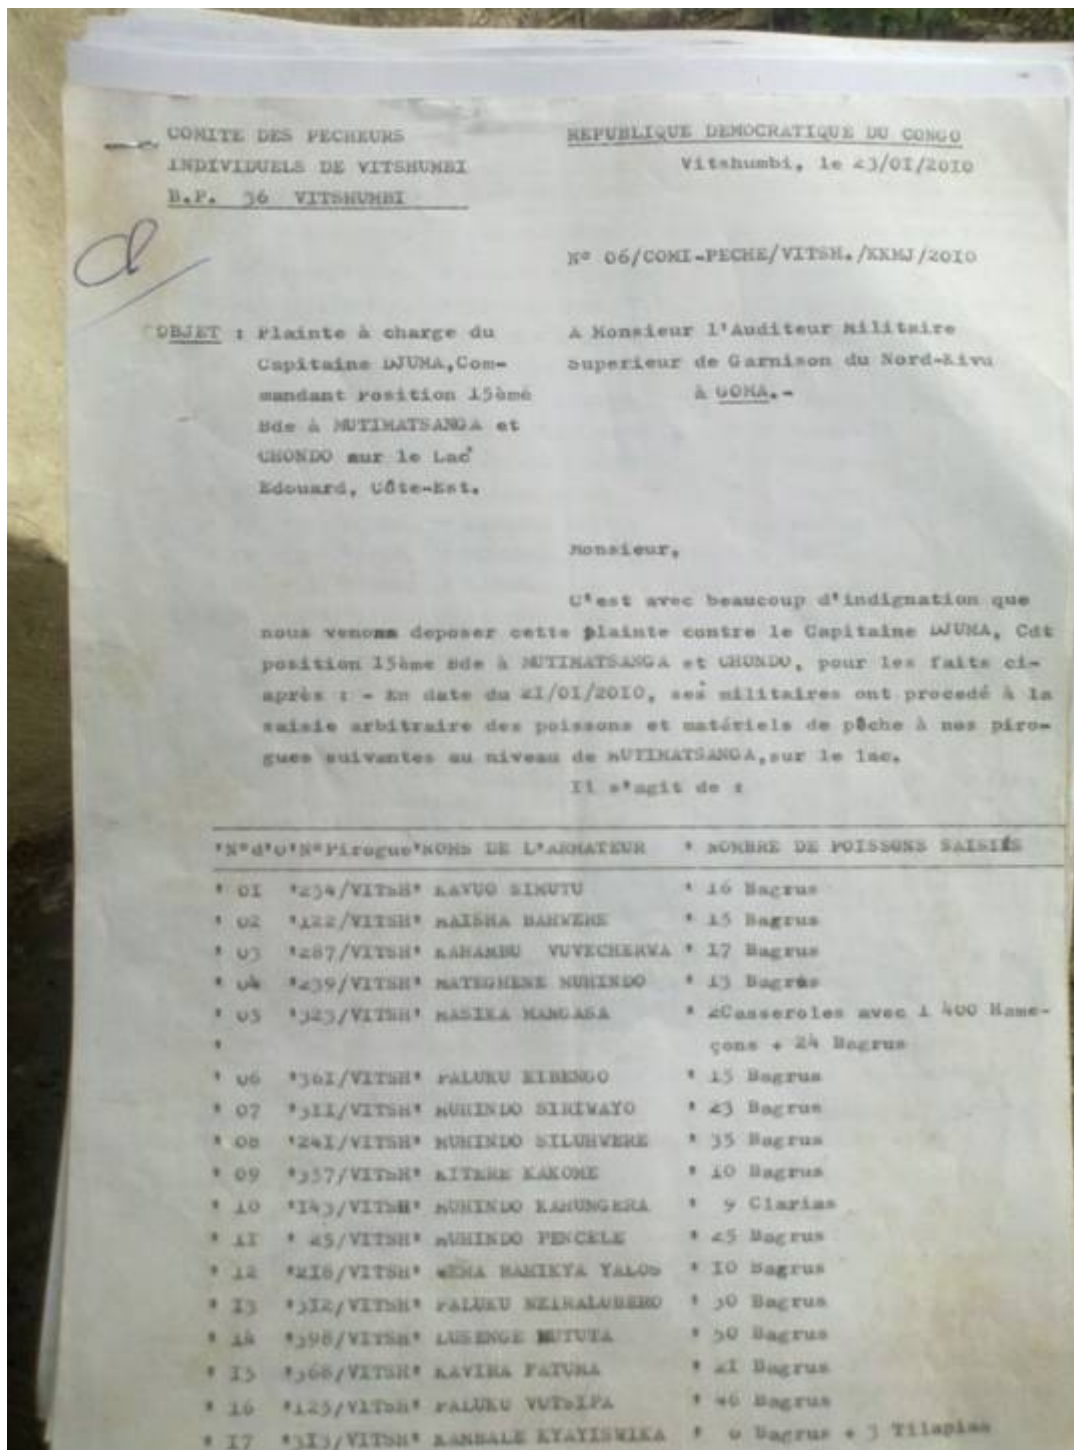 COMITE DES PECHEURS
INDIVIDUELS DE VITSHUMBI
B.P. 36 VITSHUMBI
REPUBLIQUE DEMOCRATIQUE DU CONGO
Vitshumbi, le 23/01/2010
N° 06/COMI-PECHE/VITSH./KKMJ/2010
OBJET : Plainte à charge du
Capitaine DJUMA,Com-
mandant Position 15ème
Bde à MUTIMATSANGA et
CHONDO sur le Lac
Edouard, Côte-Est.
A Monsieur l'Auditeur Militaire
Superieur de Garnison du Nord-Kivu
à GOMA.-
Monsieur,
C'est avec beaucoup d'indignation que
nous venons deposer cette plainte contre le Capitaine DJUMA, Cdt
position 15ème Bde à MUTIMATSANGA et CHONDO, pour les faits ci-
après : - En date du 21/01/2010, ses militaires ont procedé à la
saisie arbitraire des poissons et matériels de pêche à nos piro-
gues suivantes au niveau de MUTIMATSANGA,sur le lac.
Il s'agit de :
'N°d'O'N°Pirogue'NOMS DE L'ARMATEUR ' NOMBRE DE POISSONS SAISIES
' 01 '234/VITSH' KAVUO SIMUTU ' 16 Bagrus
' 02 '122/VITSH' MAISHA BAHWERE ' 15 Bagrus
' 03 '287/VITSH' KAHAMBU VUVECHERWA ' 17 Bagrus
' 04 '239/VITSH' MATEGHENE MUHINDO ' 13 Bagrus
' 05 '323/VITSH' MASIKA MANGASA ' 2Casseroles avec 1 400 Hame-
' çons + 24 Bagrus
' 06 '361/VITSH' PALUKU KIBENGO ' 15 Bagrus
' 07 '311/VITSH' MUHINDO SIRIWAYO ' 23 Bagrus
' 08 '241/VITSH' MUHINDO SILUHWERE ' 35 Bagrus
' 09 '357/VITSH' KITERE KAKOME ' 10 Bagrus
' 10 '143/VITSH' MUHINDO KAHUNGERA ' 9 Clarias
' 11 ' 25/VITSH' MUHINDO PENCELE ' 25 Bagrus
' 12 '218/VITSH' ' 10 Bagrus
' 13 '312/VITSH' PALUKU ' 30 Bagrus
' 14 '398/VITSH' LUSENGE MUTUTA ' Bagrus
' 15 '368/VITSH' KAVIRA FATUMA ' 21 Bagrus
' 16 '125/VITSH' PALUKU VUTSIPA ' 46 Bagrus
' 17 '313/VITSH' KAMBALE KYAYISWIKA ' Bagrus + 3 Tilapias